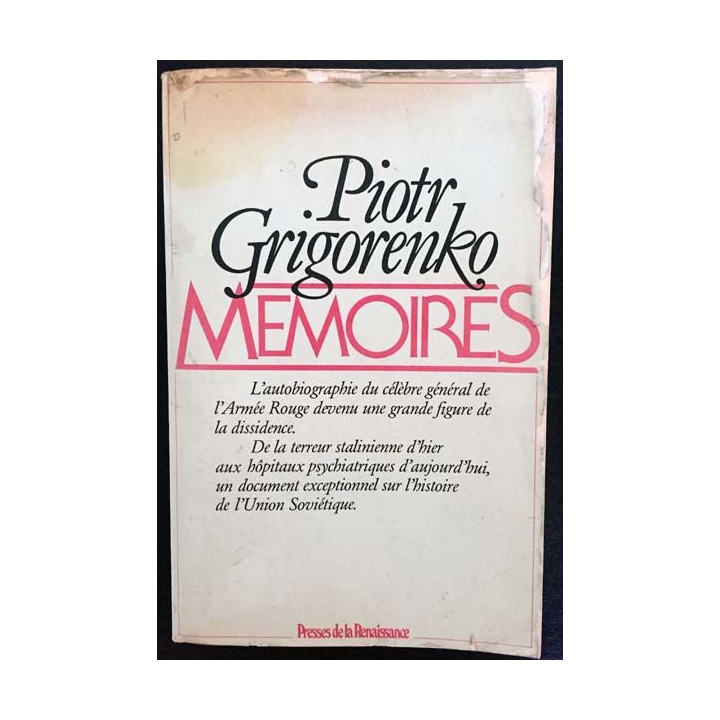 Piotr
Grigorenko
MEMOIRES
L'autobiographie du célèbre général de
l'Armée Rouge devenu une grande figure de
la dissidence.
De la terreur stalinienne d'hier
aux hôpitaux psychiatriques d'aujourd'hui,
un document exceptionnel sur l'histoire
de l'Union Soviétique.
Presses de la Renaissance